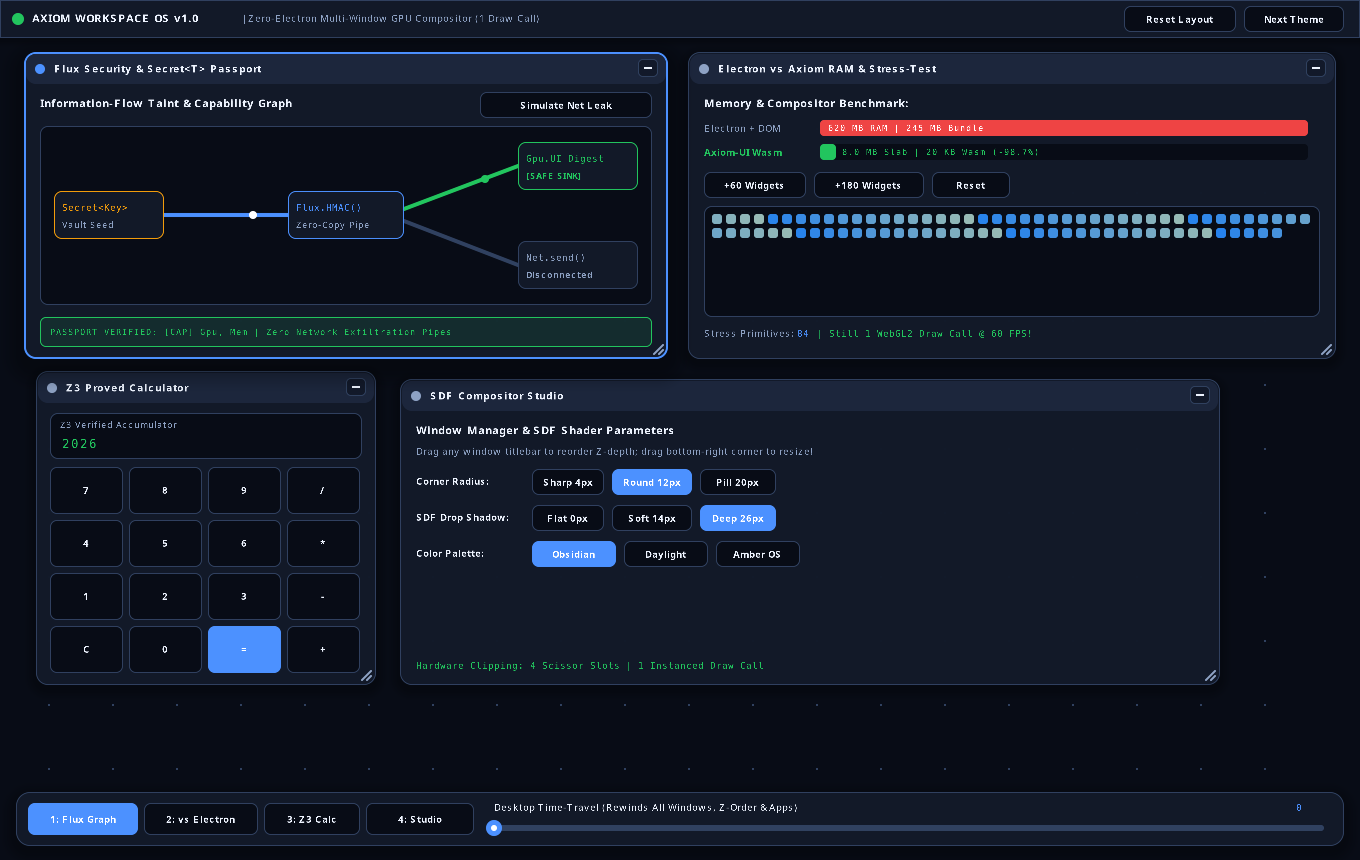 AXIOM WORKSPACE OS v1.0
|Zero-Electron Multi-Window GPU Compositor (1 Draw Call)
Reset Layout
Next Theme
Flux Security & Secret<T> Passport
Information-Flow Taint & Capability Graph
Simulate Net Leak
Secret<Key>
Vault Seed
Flux.HMAC()
Zero-Copy Pipe
Gpu.UI Digest
[SAFE SINK]
Net.send()
Disconnected
PASSPORT VERIFIED: [CAP] Gpu, Mem | Zero Network Exfiltration Pipes
Electron vs Axiom RAM & Stress-Test
Memory & Compositor Benchmark:
Electron + DOM
620 MB RAM | 245 MB Bundle
Axiom-UI Wasm
8.0 MB Slab | 20 KB Wasm (-98.7%)
+60 Widgets
+180 Widgets
Reset
Stress Primitives: 84 | Still 1 WebGL2 Draw Call @ 60 FPS!
Z3 Proved Calculator
Z3 Verified Accumulator
2026
7 8 9 /
4 5 6 *
1 2 3 -
C 0 = +
SDF Compositor Studio
Window Manager & SDF Shader Parameters
Drag any window titlebar to reorder Z-depth; drag bottom-right corner to resize!
Corner Radius: Sharp 4px Round 12px Pill 20px
SDF Drop Shadow: Flat 0px Soft 14px Deep 26px
Color Palette: Obsidian Daylight Amber OS
Hardware Clipping: 4 Scissor Slots | 1 Instanced Draw Call
1: Flux Graph
2: vs Electron
3: Z3 Calc
4: Studio
Desktop Time-Travel (Rewinds All Windows, Z-Order & Apps)
0